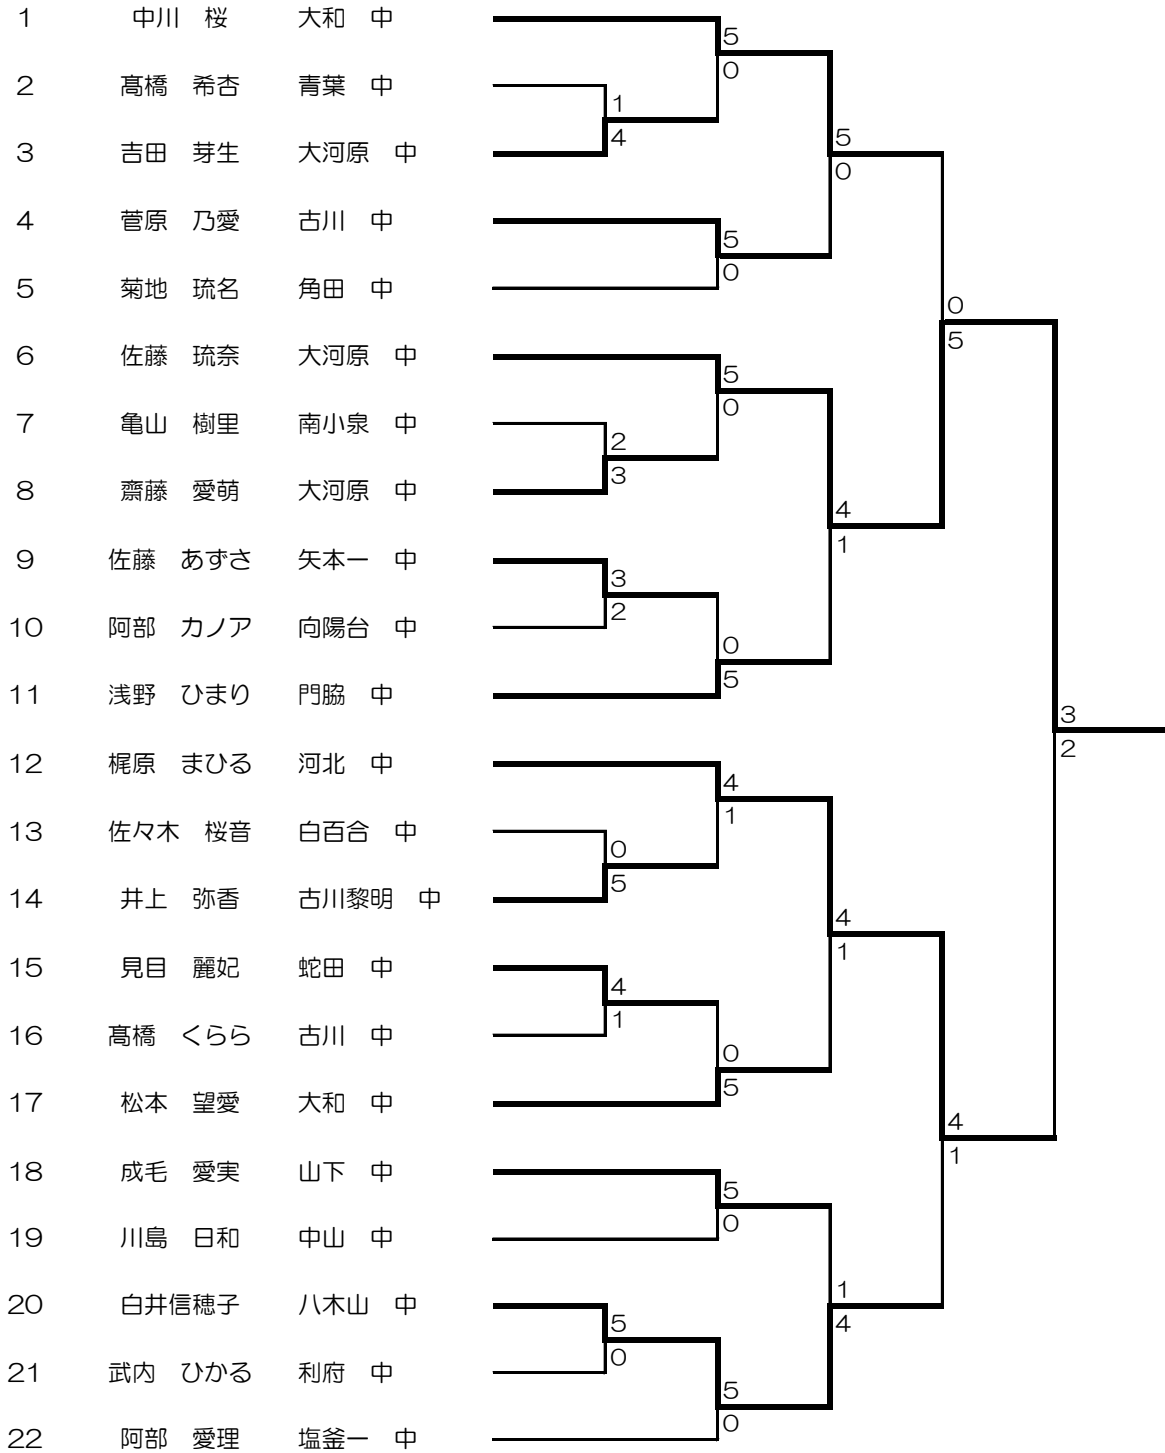 1 中川 桜 大和 中
5
0
2 髙橋 希杏 青葉 中
1
4
3 吉田 芽生 大河原 中
5
0
4 菅原 乃愛 古川 中
5
0
5 菊地 琉名 角田 中
0
5
6 佐藤 琉奈 大河原 中
5
0
7 亀山 樹里 南小泉 中
2
3
8 齋藤 愛萌 大河原 中
4
1
9 佐藤 あずさ 矢本一 中
3
2
10 阿部 カノア 向陽台 中
0
5
11 浅野 ひまり 門脇 中
3
2
12 梶原 まひる 河北 中
4
1
13 佐々木 桜音 白百合 中
0
5
14 井上 弥香 古川黎明 中
4
1
15 見目 麗妃 蛇田 中
4
1
16 髙橋 くらら 古川 中
0
5
17 松本 望愛 大和 中
4
1
18 成毛 愛実 山下 中
5
0
19 川島 日和 中山 中
1
4
20 白井信穂子 八木山 中
5
0
21 武内 ひかる 利府 中
5
0
22 阿部 愛理 塩釜一 中